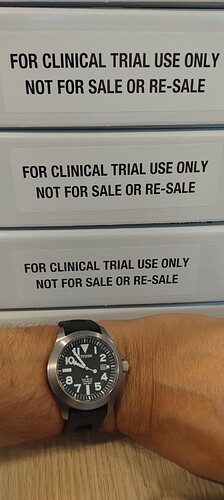 FOR CLINICAL TRIAL USE ONLY
NOT FOR SALE OR RE-SALE
FOR CLINICAL TRIAL USE ONLY
NOT FOR SALE OR RE-SALE
FOR CLINICAL TRIAL USE ONLY
NOT FOR SALE OR RE-SALE
CITIZEN